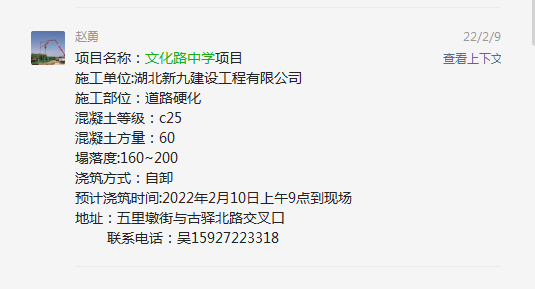 赵勇 22/2/9
项目名称：文化路中学项目 查看上下文
施工单位:湖北新九建设工程有限公司
施工部位：道路硬化
混凝土等级：c25
混凝土方量：60
塌落度:160~200
浇筑方式：自卸
预计浇筑时间:2022年2月10日上午9点到现场
地址：五里墩街与古驿北路交叉口
联系电话：吴15927223318